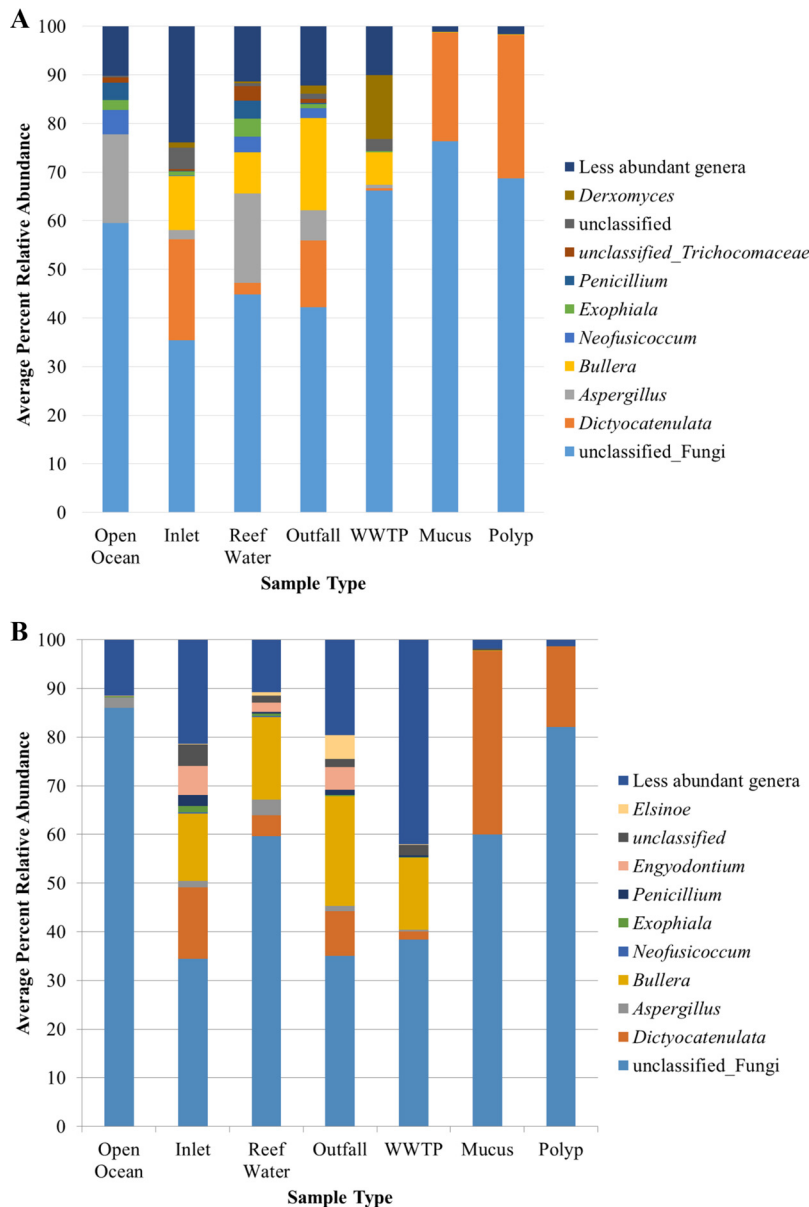 A
Average Percent Relative Abundance
100
90
80
70
60
50
40
30
20
10
0
Open
Ocean
Inlet
Reef
Water
Outfall
WWTP
Mucus
Polyp
Sample Type
Less abundant genera
Derxomyces
unclassified
unclassified_Trichocomaceae
Penicillium
Exophiala
Neofusicoccum
Bullera
Aspergillus
Dictyocatenulata
unclassified_Fungi
B
Average Percent Relative Abundance
100
90
80
70
60
50
40
30
20
10
0
Open
Ocean
Inlet
Reef
Water
Outfall
WWTP
Mucus
Polyp
Sample Type
Less abundant genera
Elsinoe
unclassified
Engyodontium
Penicillium
Exophiala
Neofusicoccum
Bullera
Aspergillus
Dictyocatenulata
unclassified_Fungi